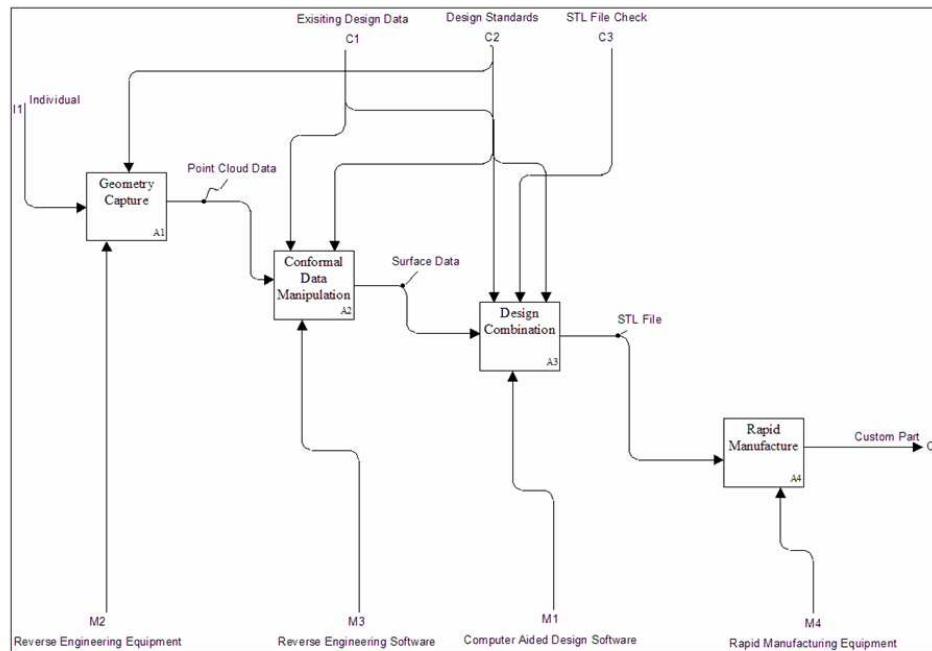 Exisiting Design Data
Design Standards
STL File Check
C1
C2
C3
I1
Individual
Point Cloud Data
Geometry
Capture
A1
Conformal
Data
Manipulation
A2
Surface Data
Design
Combination
A3
STL File
Rapid
Manufacture
A4
Custom Part
M2
Reverse Engineering Equipment
M3
Reverse Engineering Software
M1
Computer Aided Design Software
M4
Rapid Manufacturing Equipment